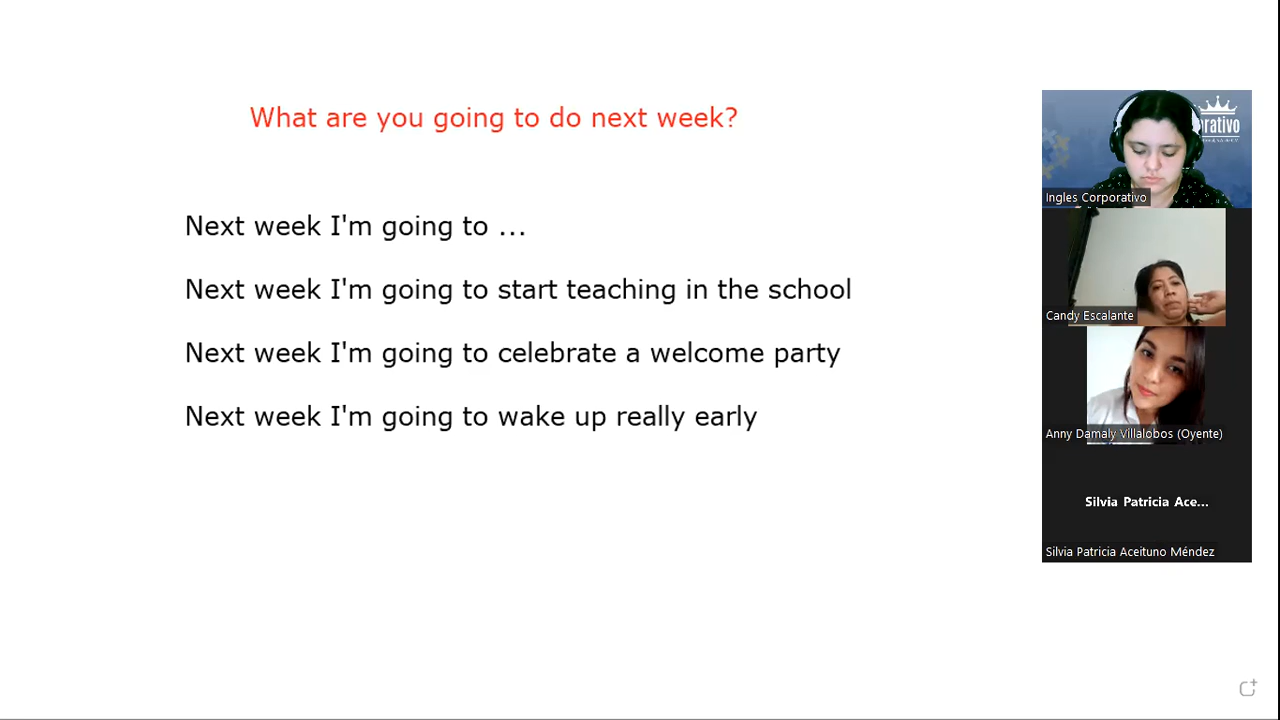 What are you going to do next week?
Next week I'm going to ...
Next week I'm going to start teaching in the school
Next week I'm going to celebrate a welcome party
Next week I'm going to wake up really early
rativo
Ingles Corporativo
Candy Escalante
Anny Damaly Villalobos (Oyente)
Silvia Patricia Ace...
Silvia Patricia Aceituno Méndez